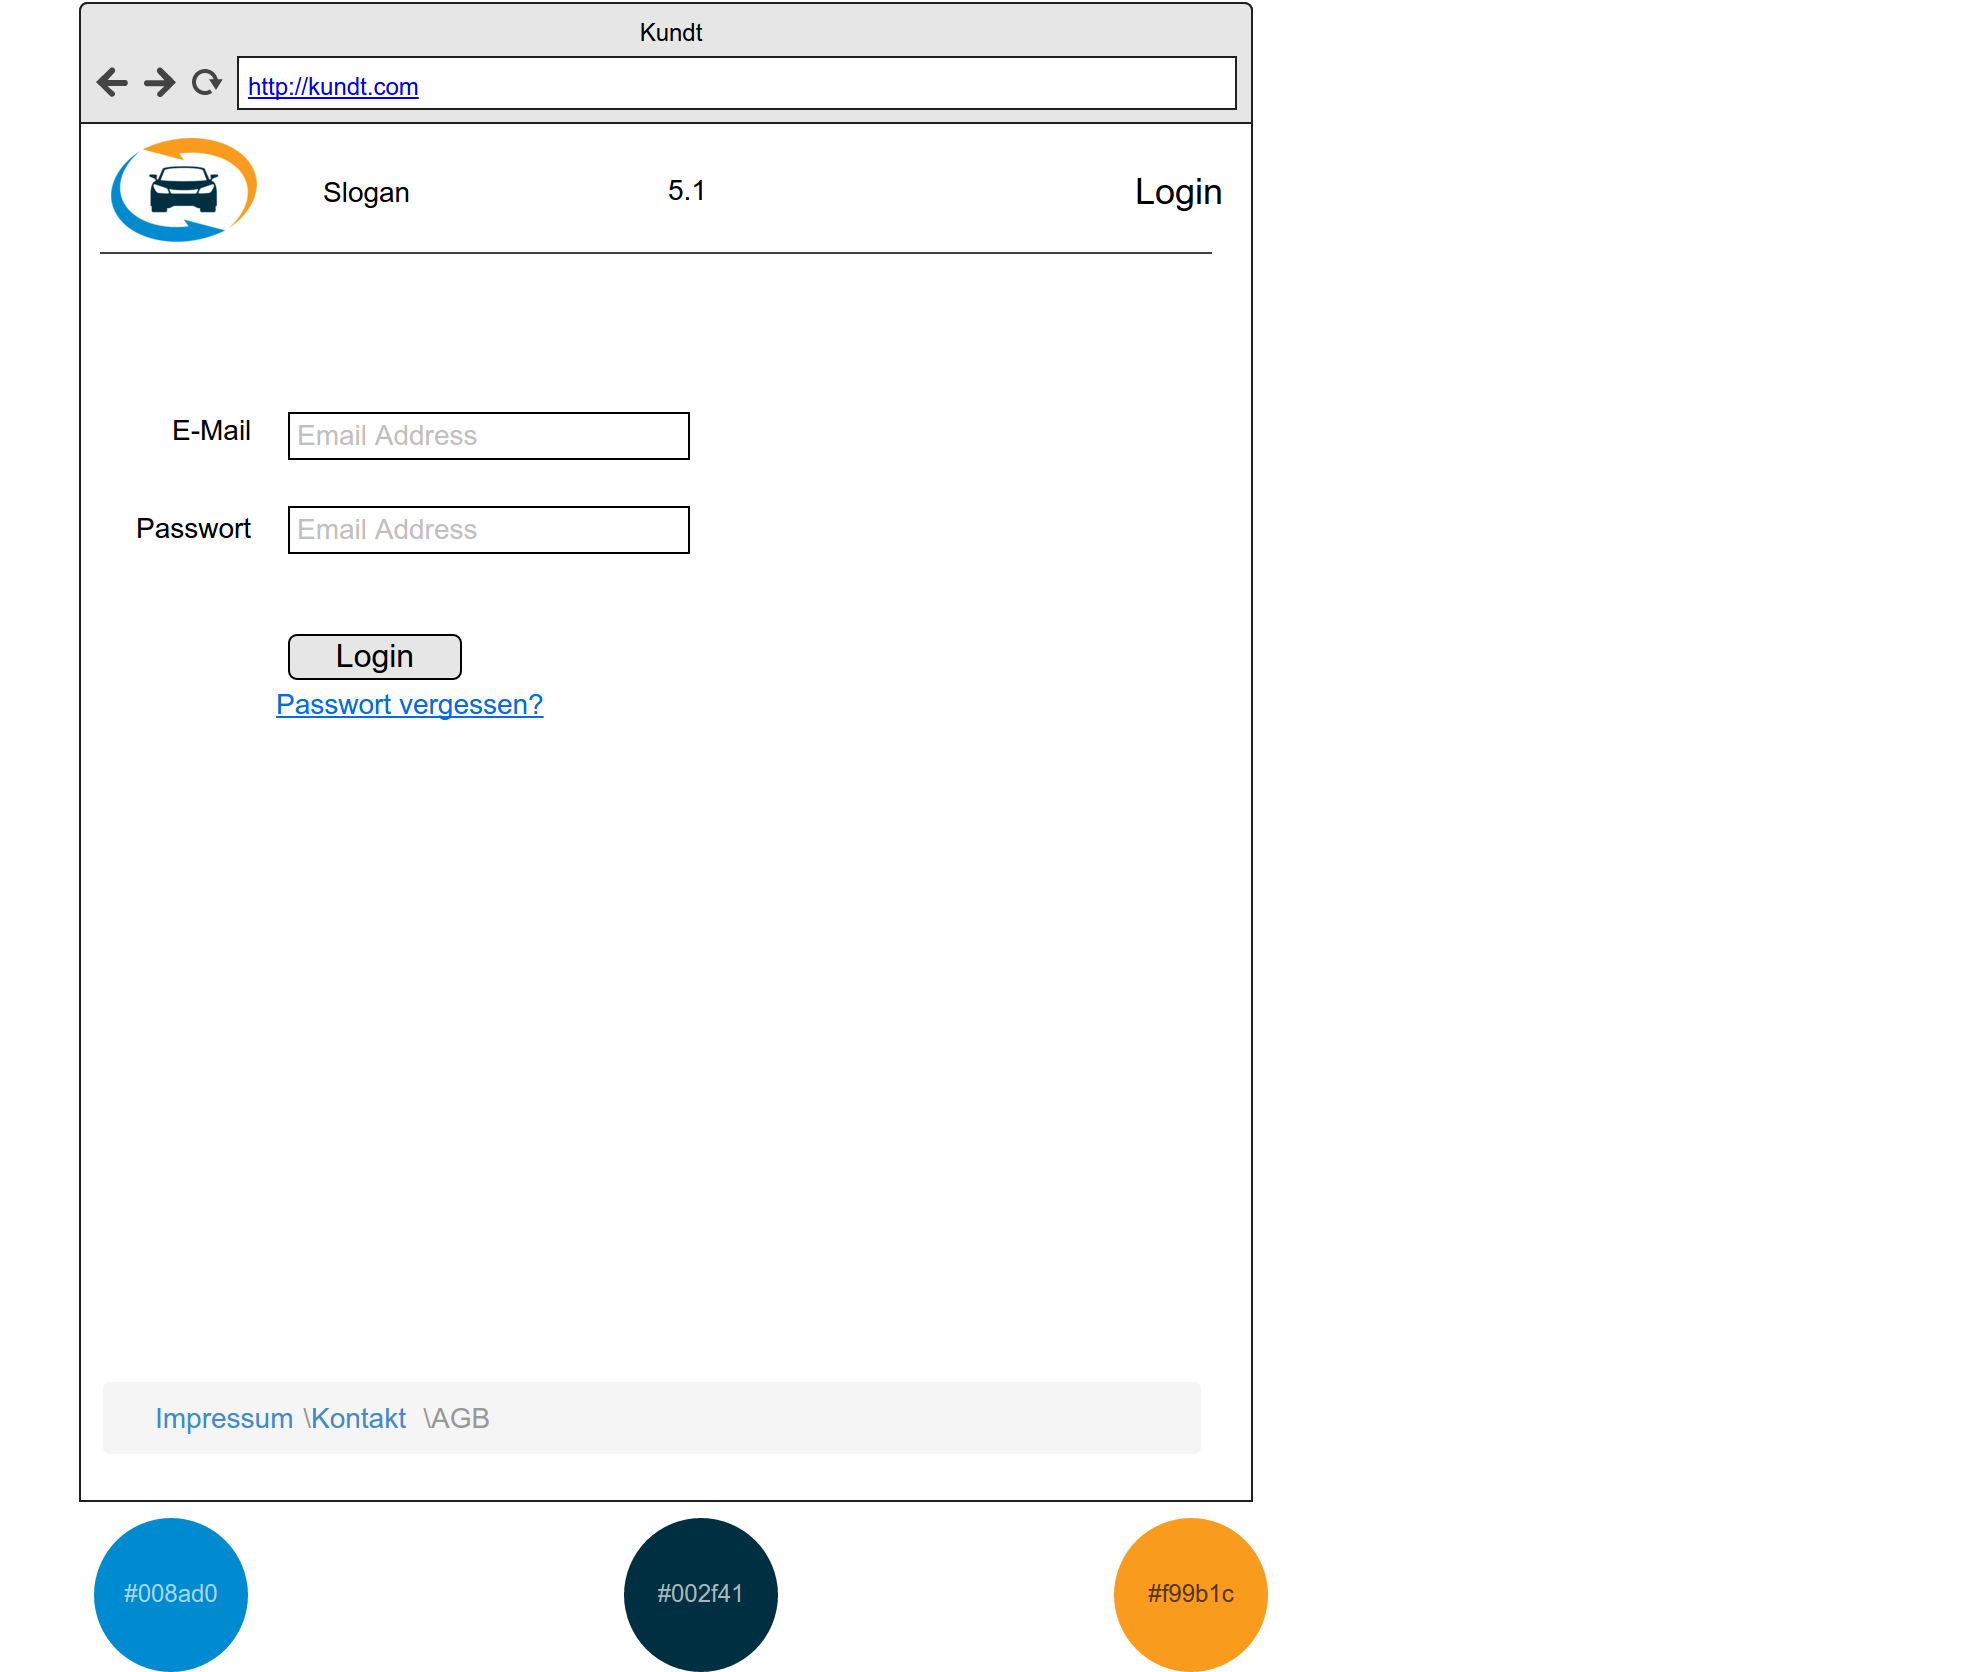 Kundt
http://kundt.com
Slogan 5.1 Login
E-Mail Email Address
Passwort Email Address
Login
Passwort vergessen?
Impressum \Kontakt \AGB
#008ad0 #002f41 #f99b1c